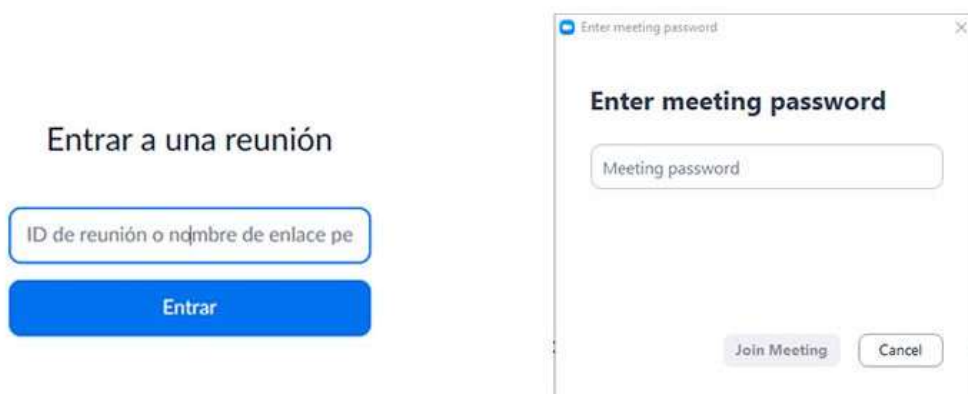 Entrar a una reunión
ID de reunión o nombre de enlace pe
Entrar
Enter meeting password
Enter meeting password
Meeting password
Join Meeting
Cancel